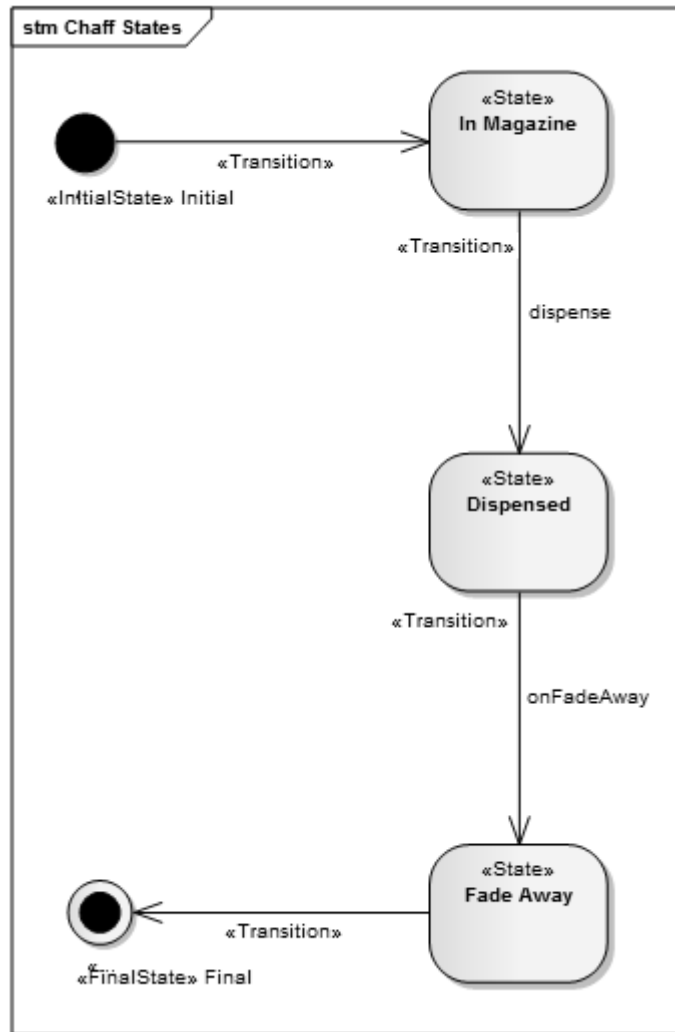 stm Chaff States
«State»
In Magazine
«Transition»
«InitialState» Initial
«Transition»
dispense
«State»
Dispensed
«Transition»
onFadeAway
«State»
Fade Away
«Transition»
«FinalState» Final